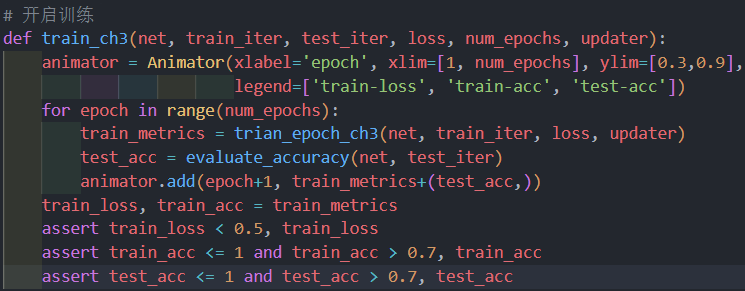 # 开启训练
def train_ch3(net, train_iter, test_iter, loss, num_epochs, updater):
    animator = Animator(xlabel='epoch', xlim=[1, num_epochs], ylim=[0.3,0.9],
                        legend=['train-loss', 'train-acc', 'test-acc'])
    for epoch in range(num_epochs):
        train_metrics = trian_epoch_ch3(net, train_iter, loss, updater)
        test_acc = evaluate_accuracy(net, test_iter)
        animator.add(epoch+1, train_metrics+(test_acc,))
    train_loss, train_acc = train_metrics
    assert train_loss < 0.5, train_loss
    assert train_acc <= 1 and train_acc > 0.7, train_acc
    assert test_acc <= 1 and test_acc > 0.7, test_acc